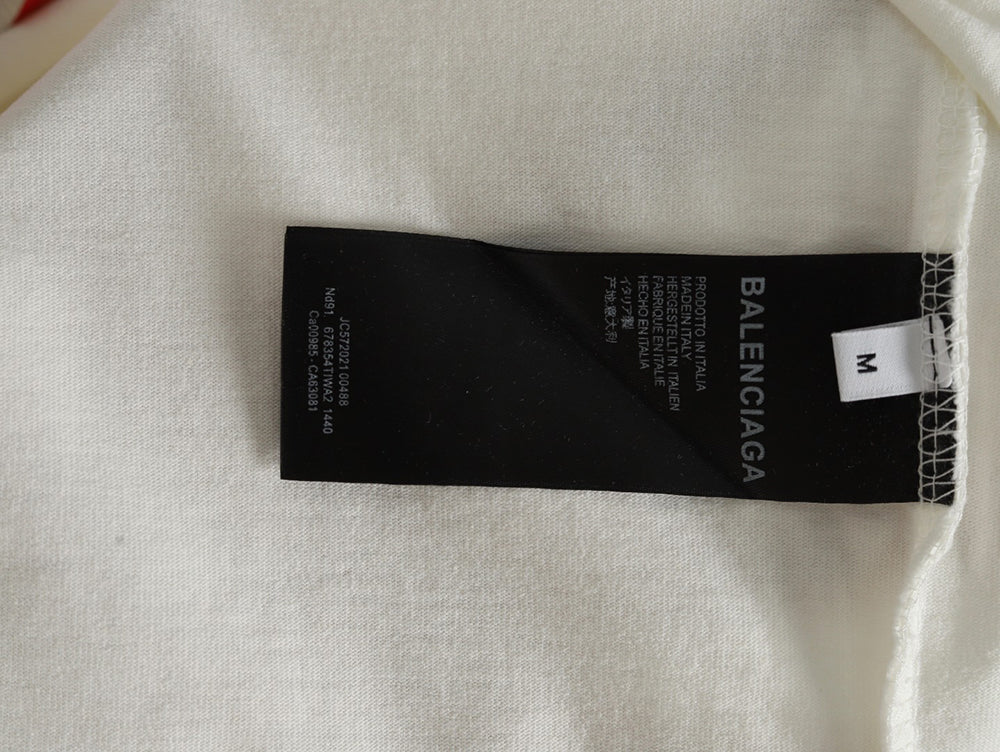 BALENCIAGA
PRODOTTO IN ITALIA
MADE IN ITALY
HERGESTELLT IN ITALIEN
FABRIQUE EN ITALIE
HECHO EN ITALIA
イタリア製
产地:意大利
JC572021 00488
Nd91 678354TIWA2 1440
Ca00985 - CA63081
M